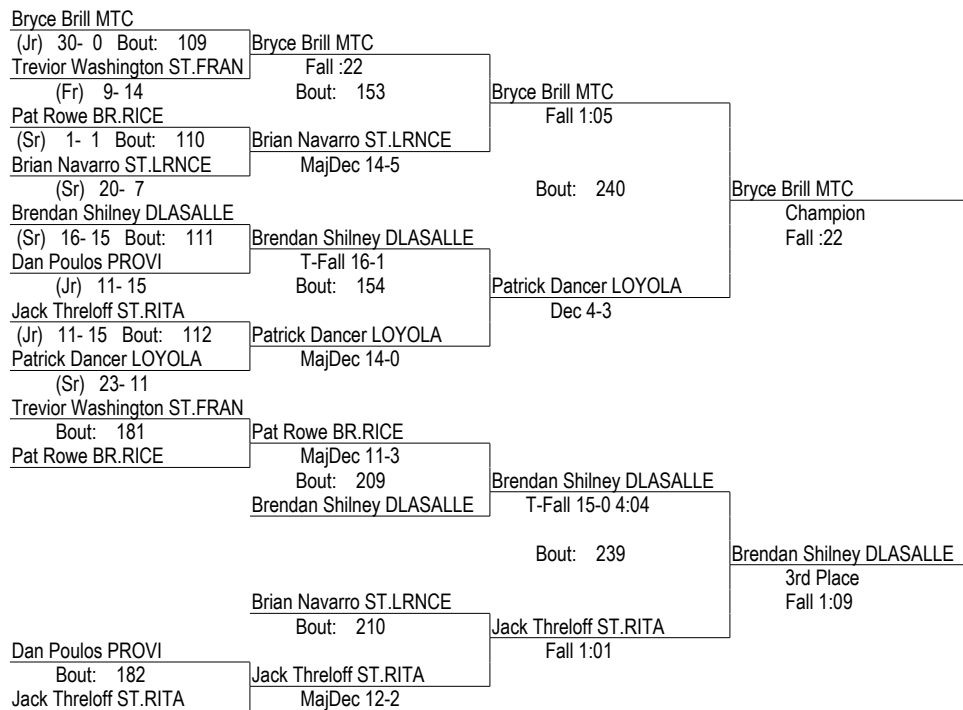 Bryce Brill MTC
(Jr) 30- 0 Bout: 109 Bryce Brill MTC
Trevior Washington ST.FRAN Fall :22
(Fr) 9- 14 Bout: 153 Bryce Brill MTC
Pat Rowe BR.RICE Fall 1:05
(Sr) 1- 1 Bout: 110 Brian Navarro ST.LRNCE
Brian Navarro ST.LRNCE MajDec 14-5
(Sr) 20- 7 Bout: 240 Bryce Brill MTC
Brendan Shilney DLASALLE Champion
(Sr) 16- 15 Bout: 111 Brendan Shilney DLASALLE Fall :22
Dan Poulos PROVI T-Fall 16-1
(Jr) 11- 15 Bout: 154 Patrick Dancer LOYOLA
Jack Threloff ST.RITA Dec 4-3
(Jr) 11- 15 Bout: 112 Patrick Dancer LOYOLA
Patrick Dancer LOYOLA MajDec 14-0
(Sr) 23- 11
Trevior Washington ST.FRAN
Bout: 181 Pat Rowe BR.RICE
Pat Rowe BR.RICE MajDec 11-3
Bout: 209 Brendan Shilney DLASALLE
Brendan Shilney DLASALLE T-Fall 15-0 4:04
Bout: 239 Brendan Shilney DLASALLE
3rd Place
Brian Navarro ST.LRNCE Fall 1:09
Bout: 210 Jack Threloff ST.RITA
Dan Poulos PROVI Fall 1:01
Bout: 182 Jack Threloff ST.RITA
Jack Threloff ST.RITA MajDec 12-2